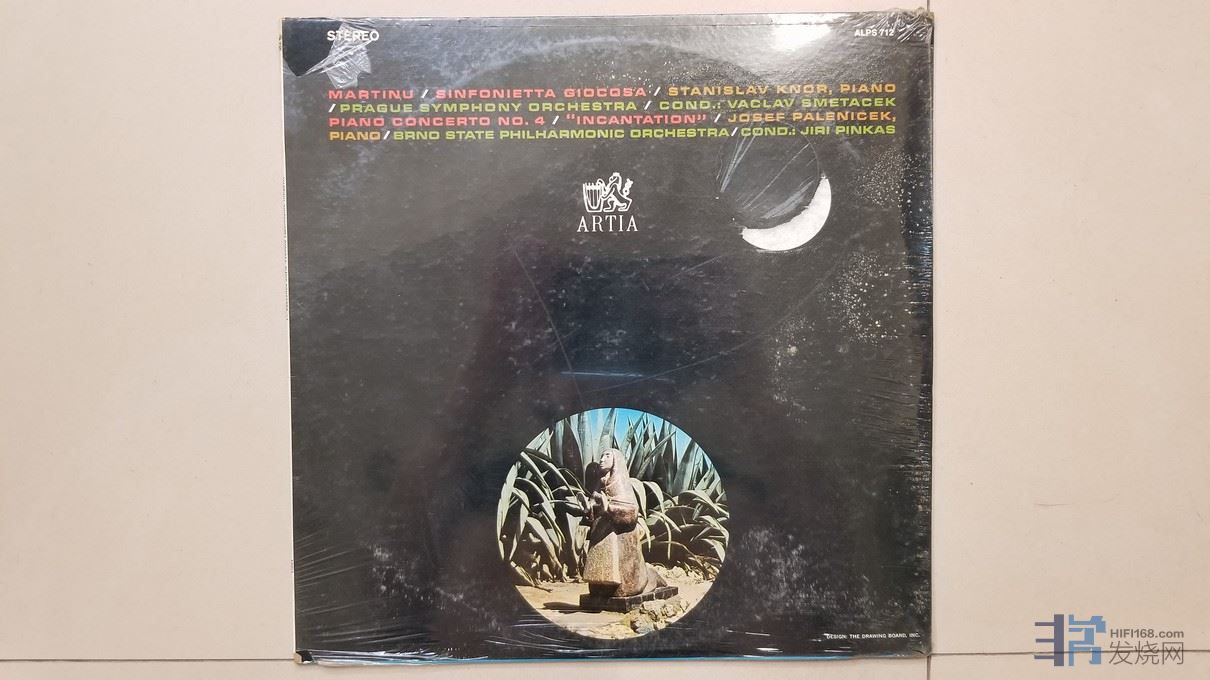 STEREO
ALPS 712
MARTINU / SINFONIETTA GIOCOSA / STANISLAV KNOR, PIANO
/ PRAGUE SYMPHONY ORCHESTRA / COND.: VACLAV SMETACEK
PIANO CONCERTO NO. 4 / "INCANTATION" / JOSEF PALENICEK,
PIANO / BRNO STATE PHILHARMONIC ORCHESTRA / COND.: JIRI PINKAS
ARTIA
DESIGN: THE DRAWING BOARD, INC.
HIFI168.com
发烧网